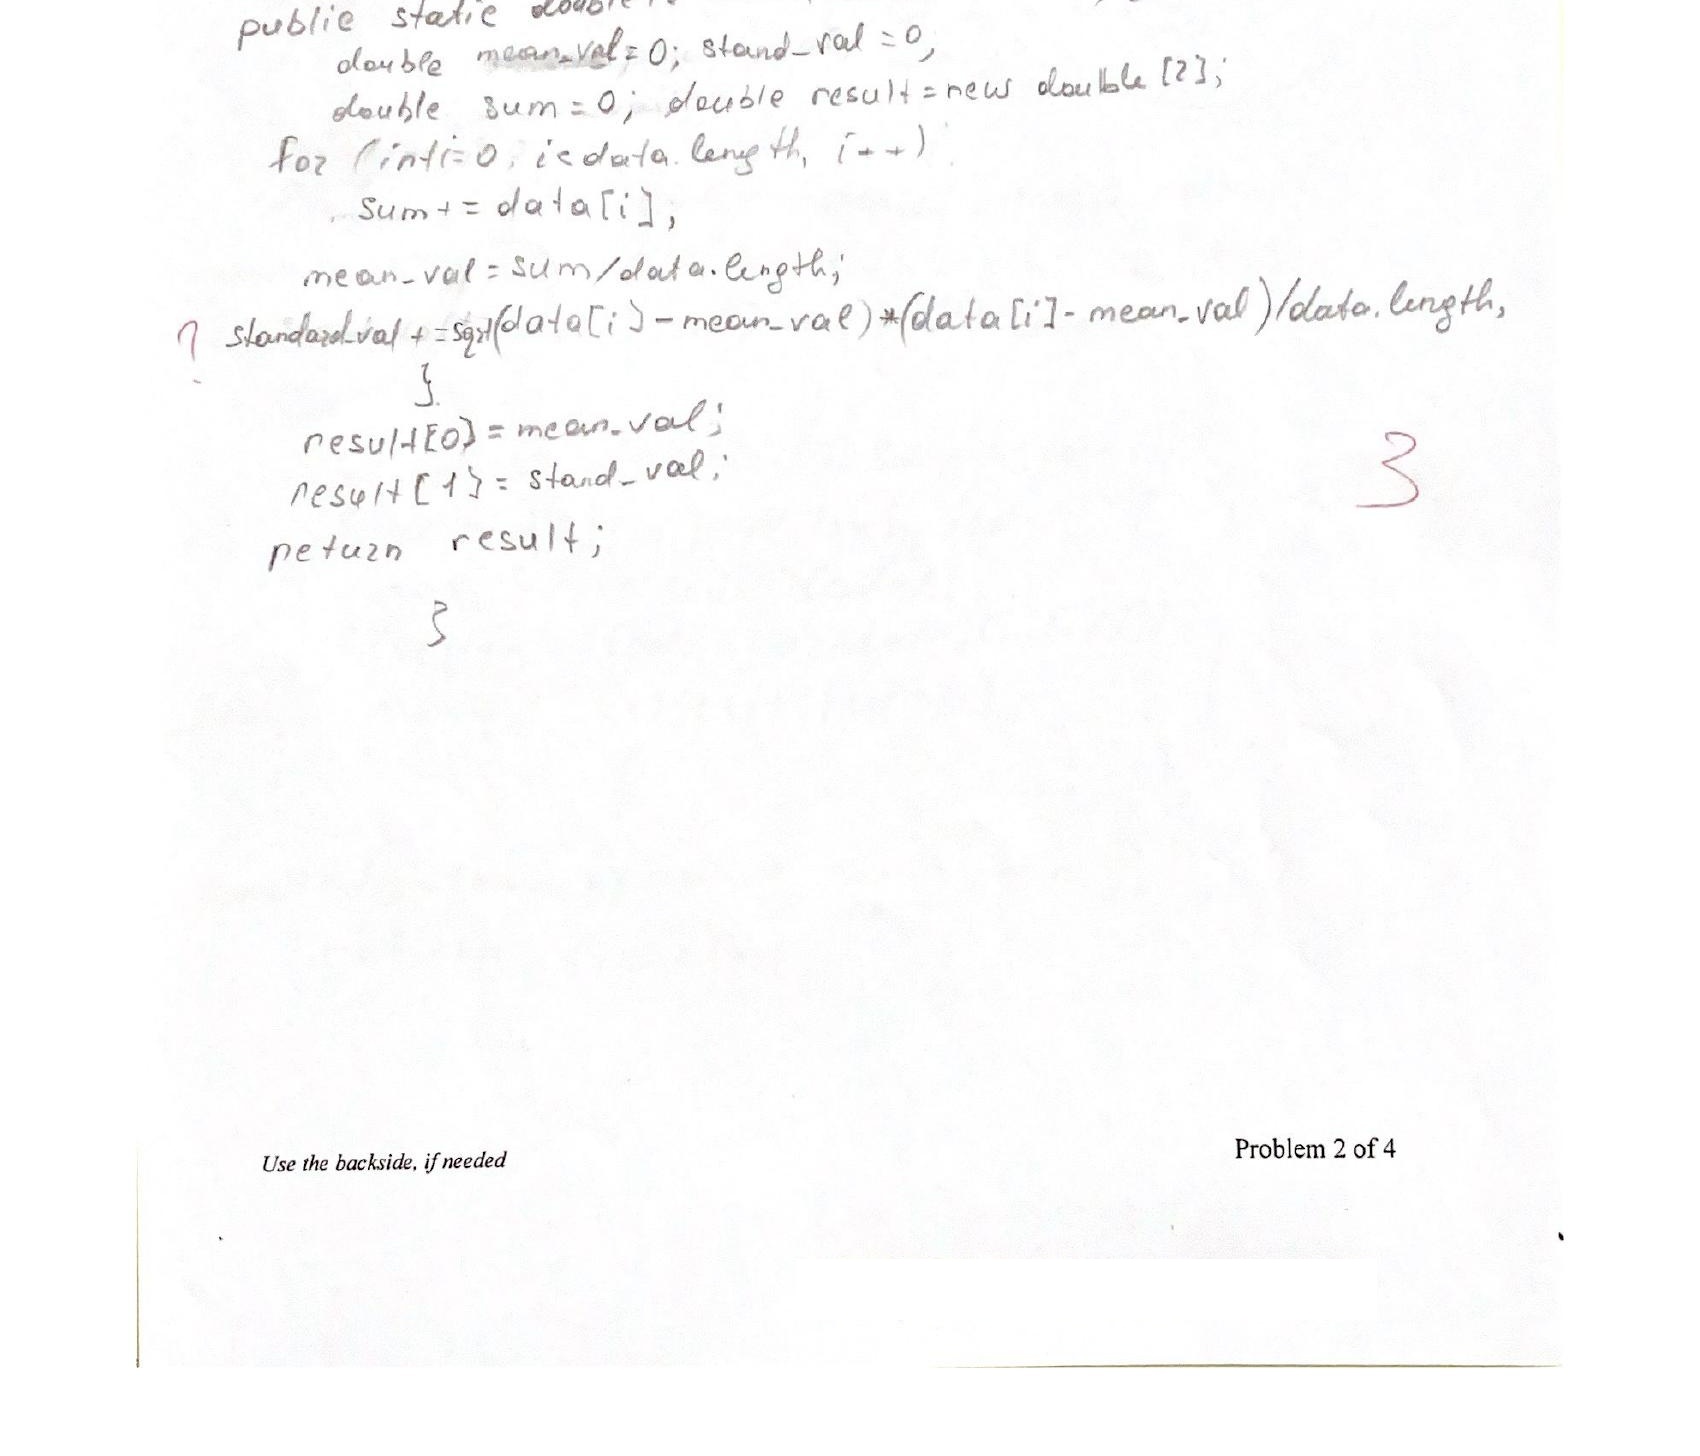 public static double
double mean_val=0; stand_val=0,
double sum=0; double result=new double [2];
for (int i=0, i<data.length, i++)
sum+=data[i],
mean_val=sum/data.length;
? standard_val +=sqrt(data[i]-mean_val)*(data[i]-mean_val)/data.length,
}
result[0]=mean_val;
3
result[1}=stand_val;
return result;
}
Use the backside, if needed
Problem 2 of 4